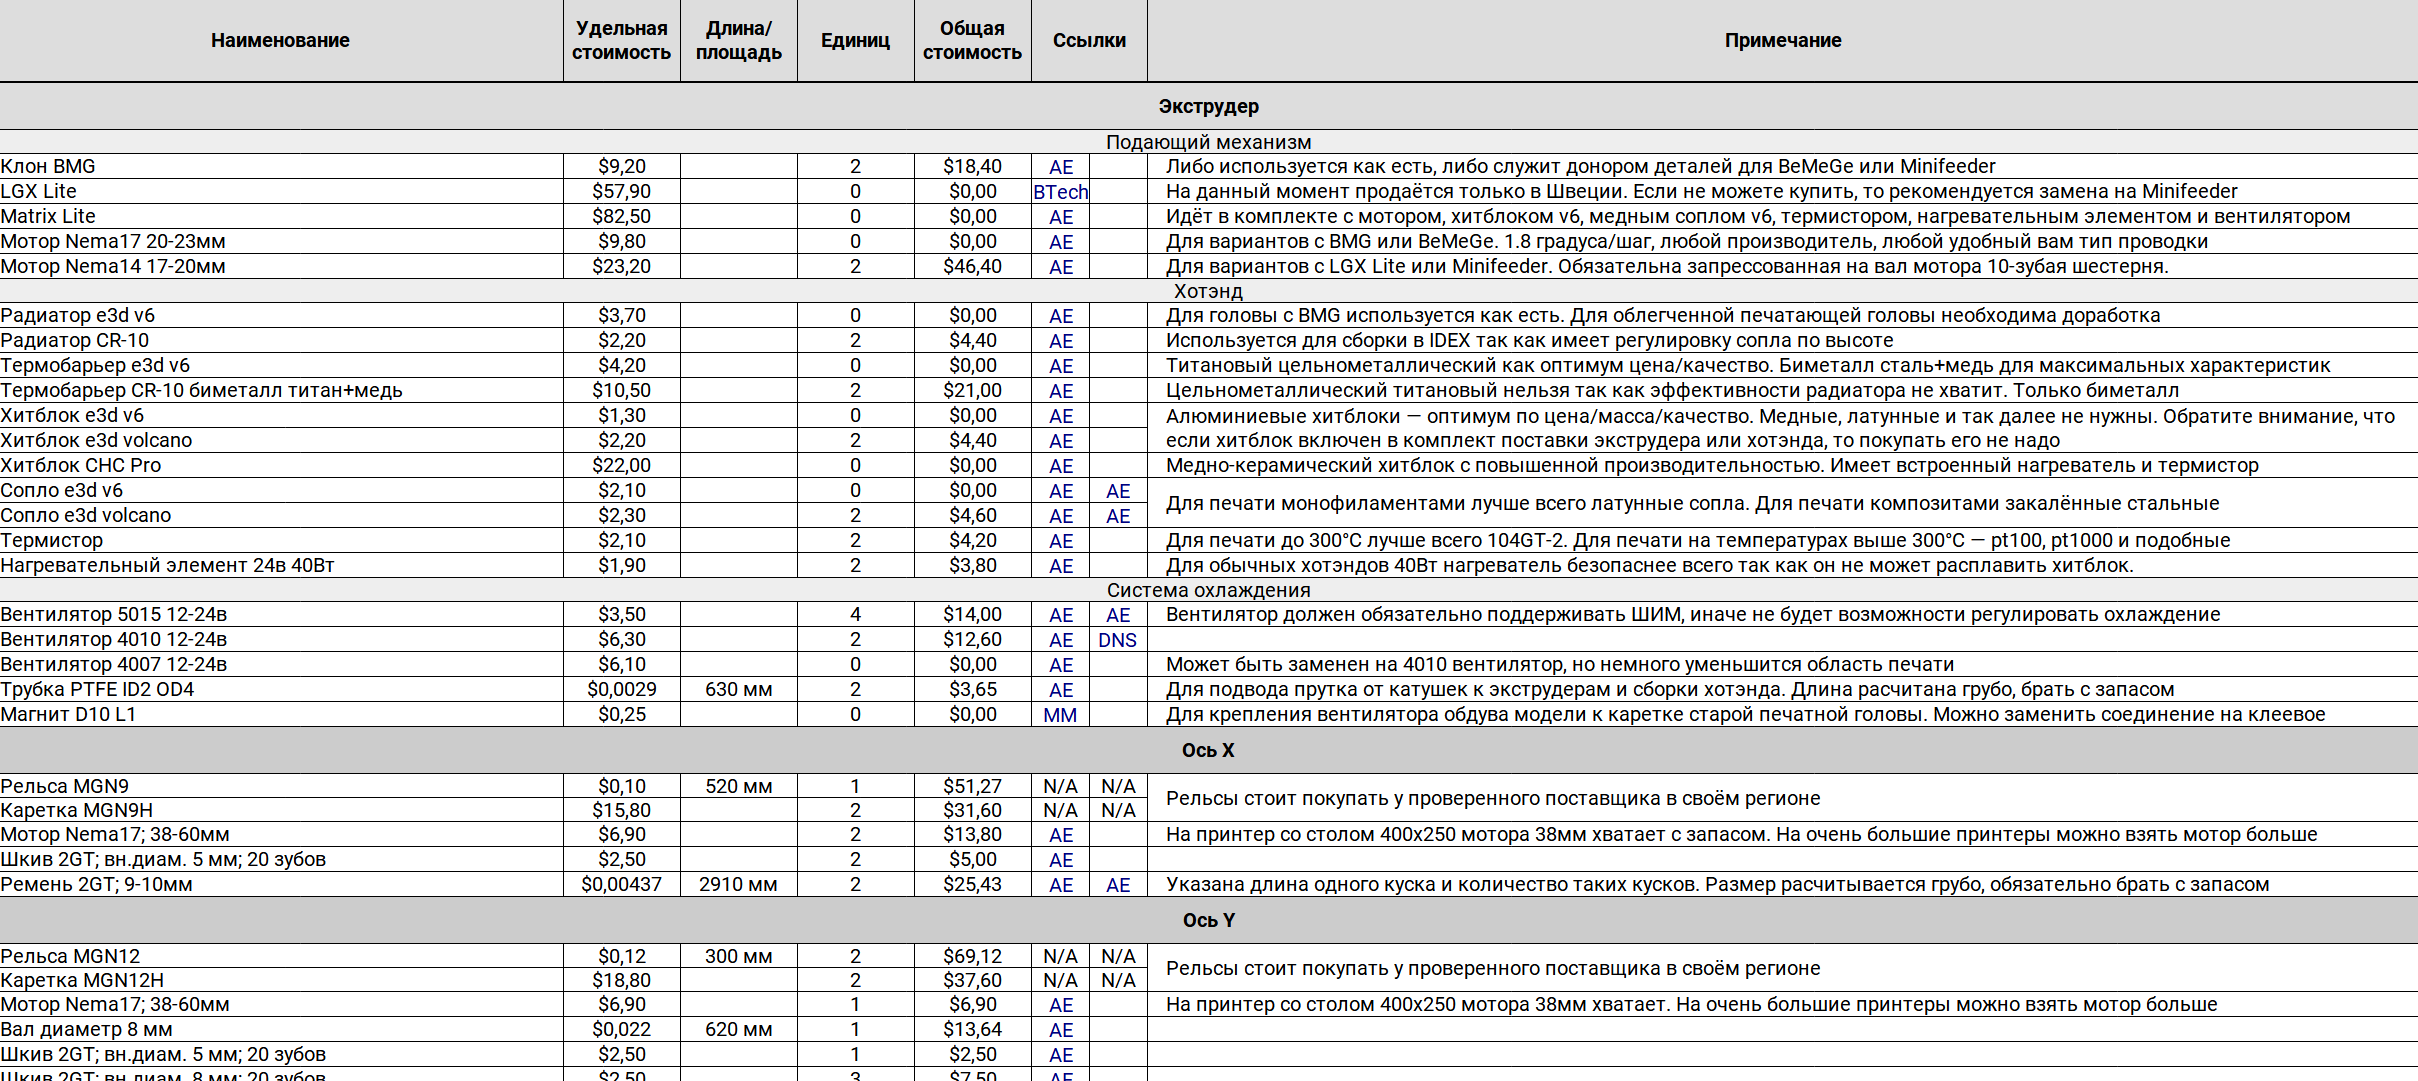 Наименование Удельная стоимость Длина/площадь Единиц Общая стоимость Ссылки Примечание
Экструдер
Подающий механизм
Клон BMG $9,20 2 $18,40 AE Либо используется как есть, либо служит донором деталей для BeMeGe или Minifeeder
LGX Lite $57,90 0 $0,00 BTech На данный момент продаётся только в Швеции. Если не можете купить, то рекомендуется замена на Minifeeder
Matrix Lite $82,50 0 $0,00 AE Идёт в комплекте с мотором, хитблоком v6, медным соплом v6, термистором, нагревательным элементом и вентилятором
Мотор Nema17 20-23мм $9,80 0 $0,00 AE Для вариантов с BMG или BeMeGe. 1.8 градуса/шаг, любой производитель, любой удобный вам тип проводки
Мотор Nema14 17-20мм $23,20 2 $46,40 AE Для вариантов с LGX Lite или Minifeeder. Обязательна запрессованная на вал мотора 10-зубая шестерня.
Хотэнд
Радиатор e3d v6 $3,70 0 $0,00 AE Для головы с BMG используется как есть. Для облегченной печатающей головы необходима доработка
Радиатор CR-10 $2,20 2 $4,40 AE Используется для сборки в IDEX так как имеет регулировку сопла по высоте
Термобарьер e3d v6 $4,20 0 $0,00 AE Титановый цельнометаллический как оптимум цена/качество. Биметалл сталь+медь для максимальных характеристик
Термобарьер CR-10 биметалл титан+медь $10,50 2 $21,00 AE Цельнометаллический титановый нельзя так как эффективности радиатора не хватит. Только биметалл
Хитблок e3d v6 $1,30 0 $0,00 AE Алюминиевые хитблоки — оптимум по цена/масса/качество. Медные, латунные и так далее не нужны. Обратите внимание, что
Хитблок e3d volcano $2,20 2 $4,40 AE если хитблок включен в комплект поставки экструдера или хотэнда, то покупать его не надо
Хитблок CHC Pro $22,00 0 $0,00 AE Медно-керамический хитблок с повышенной производительностью. Имеет встроенный нагреватель и термистор
Сопло e3d v6 $2,10 0 $0,00 AE AE
Для печати монофиламентами лучше всего латунные сопла. Для печати композитами закалённые стальные
Сопло e3d volcano $2,30 2 $4,60 AE AE
Термистор $2,10 2 $4,20 AE Для печати до 300°C лучше всего 104GT-2. Для печати на температурах выше 300°C — pt100, pt1000 и подобные
Нагревательный элемент 24в 40Вт $1,90 2 $3,80 AE Для обычных хотэндов 40Вт нагреватель безопаснее всего так как он не может расплавить хитблок.
Система охлаждения
Вентилятор 5015 12-24в $3,50 4 $14,00 AE AE Вентилятор должен обязательно поддерживать ШИМ, иначе не будет возможности регулировать охлаждение
Вентилятор 4010 12-24в $6,30 2 $12,60 AE DNS
Вентилятор 4007 12-24в $6,10 0 $0,00 AE Может быть заменен на 4010 вентилятор, но немного уменьшится область печати
Трубка PTFE ID2 OD4 $0,0029 630 мм 2 $3,65 AE Для подвода прутка от катушек к экструдерам и сборки хотэнда. Длина расчитана грубо, брать с запасом
Магнит D10 L1 $0,25 0 $0,00 MM Для крепления вентилятора обдува модели к каретке старой печатной головы. Можно заменить соединение на клеевое
Ось X
Рельса MGN9 $0,10 520 мм 1 $51,27 N/A N/A
Рельсы стоит покупать у проверенного поставщика в своём регионе
Каретка MGN9H $15,80 2 $31,60 N/A N/A
Мотор Nema17; 38-60мм $6,90 2 $13,80 AE На принтер со столом 400x250 мотора 38мм хватает с запасом. На очень большие принтеры можно взять мотор больше
Шкив 2GT; вн.диам. 5 мм; 20 зубов $2,50 2 $5,00 AE
Ремень 2GT; 9-10мм $0,00437 2910 мм 2 $25,43 AE AE Указана длина одного куска и количество таких кусков. Размер расчитывается грубо, обязательно брать с запасом
Ось Y
Рельса MGN12 $0,12 300 мм 2 $69,12 N/A N/A
Рельсы стоит покупать у проверенного поставщика в своём регионе
Каретка MGN12H $18,80 2 $37,60 N/A N/A
Мотор Nema17; 38-60мм $6,90 1 $6,90 AE На принтер со столом 400x250 мотора 38мм хватает. На очень большие принтеры можно взять мотор больше
Вал диаметр 8 мм $0,022 620 мм 1 $13,64 AE
Шкив 2GT; вн.диам. 5 мм; 20 зубов $2,50 1 $2,50 AE
Шкив 2GT; вн.диам. 8 мм; 20 зубов $2,50 3 $7,50 AE